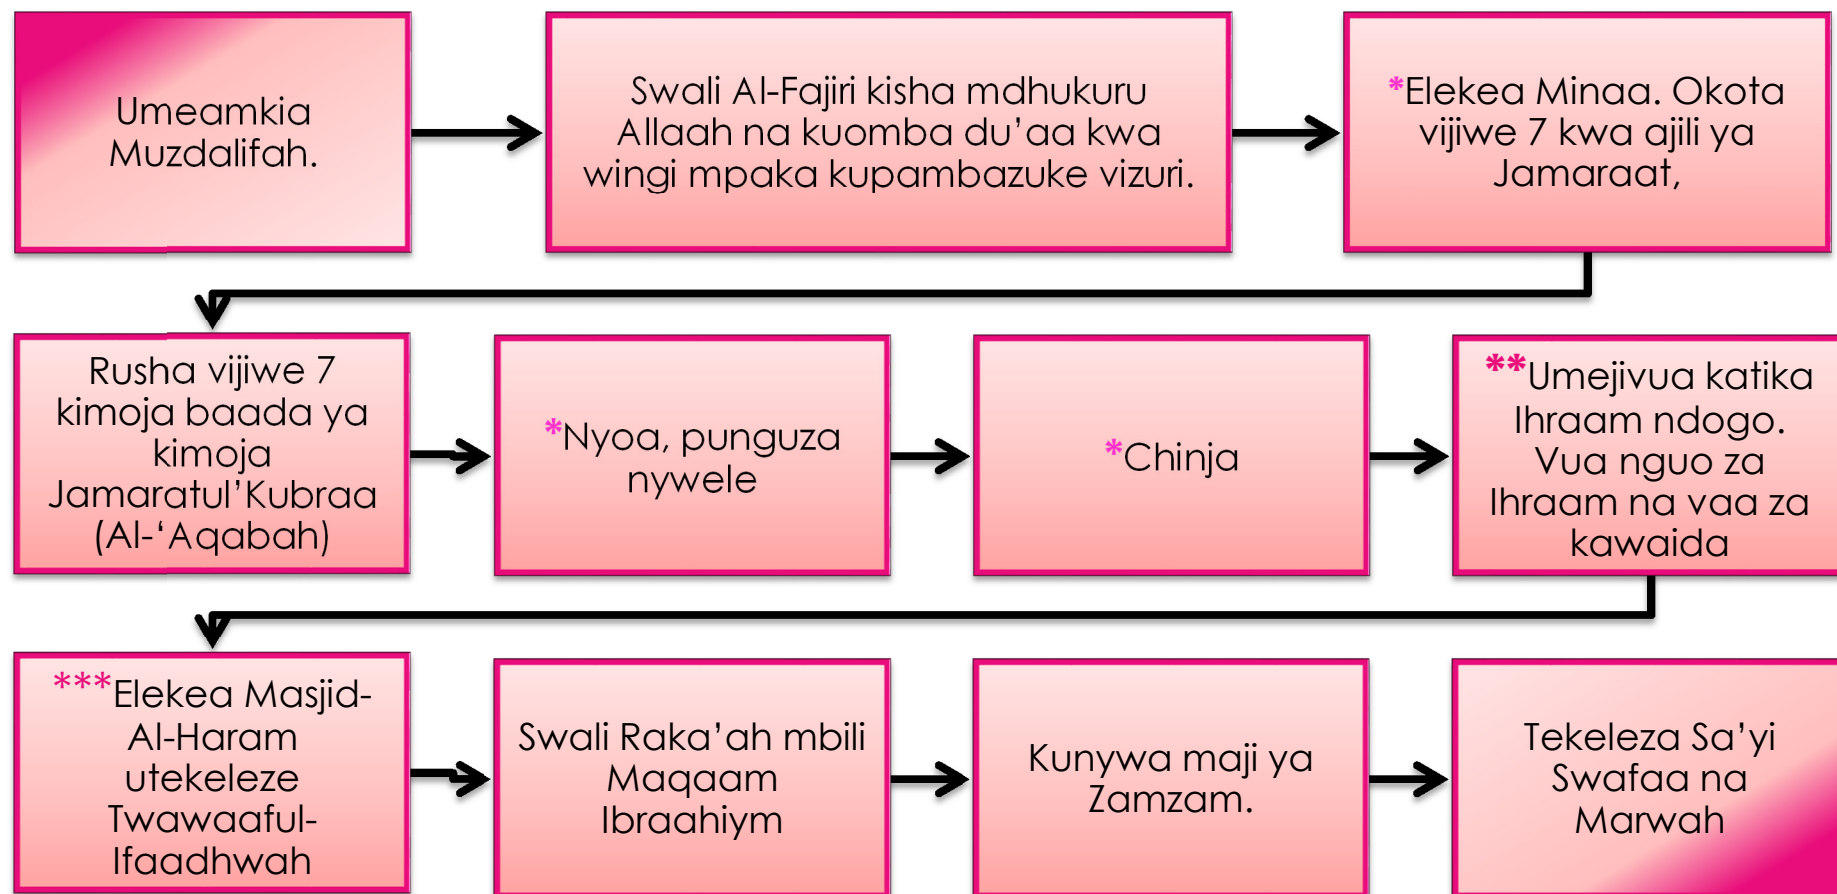 Umeamkia
Muzdalifah.
Swali Al-Fajiri kisha mdhukuru
Allaah na kuomba du’aa kwa
wingi mpaka kupambazuke vizuri.
*Elekea Minaa. Okota
vijiwe 7 kwa ajili ya
Jamaraat,
Rusha vijiwe 7
kimoja baada ya
kimoja
Jamaratul’Kubraa
(Al-‘Aqabah)
*Nyoa, punguza
nywele
*Chinja
**Umejivua katika
Ihraam ndogo.
Vua nguo za
Ihraam na vaa za
kawaida
***Elekea Masjid-
Al-Haram
utekeleze
Twawaaful-
Ifaadhwah
Swali Raka’ah mbili
Maqaam
Ibraahiym
Kunywa maji ya
Zamzam.
Tekeleza Sa’yi
Swafaa na
Marwah